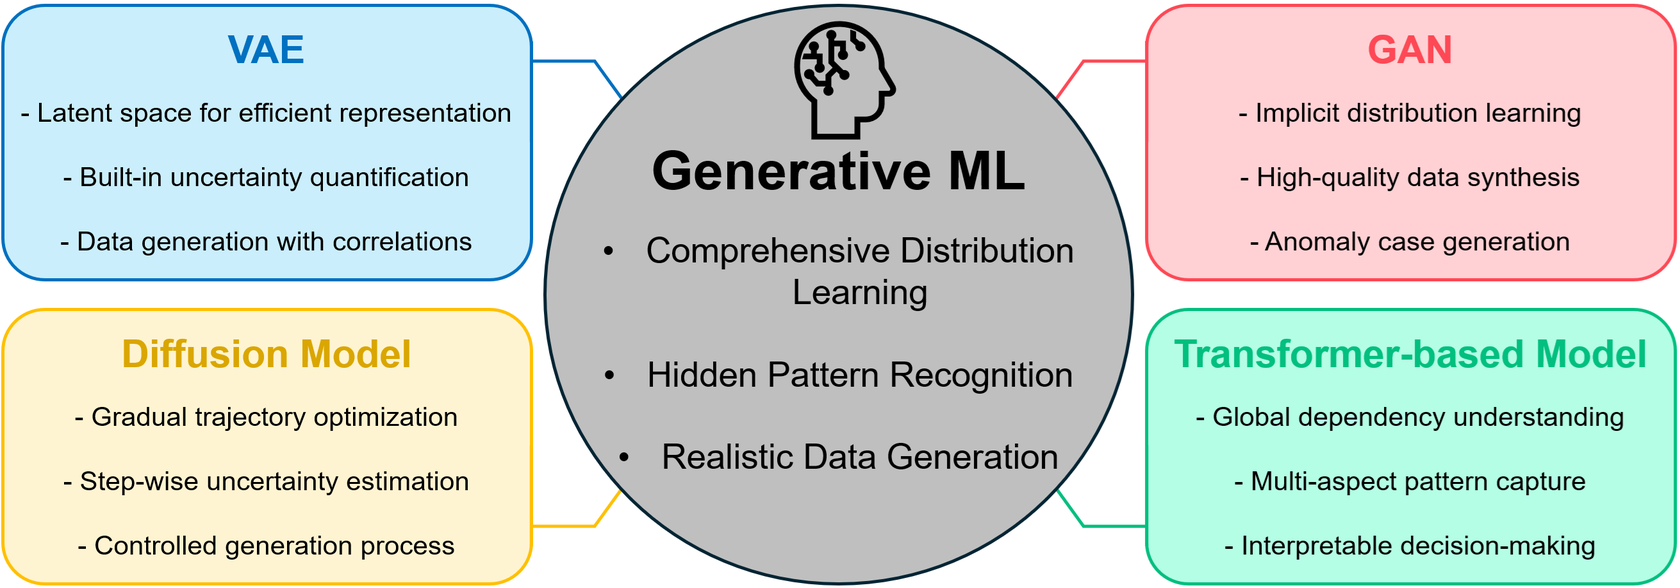 VAE
- Latent space for efficient representation
- Built-in uncertainty quantification
- Data generation with correlations
Diffusion Model
- Gradual trajectory optimization
- Step-wise uncertainty estimation
- Controlled generation process
Generative ML
• Comprehensive Distribution
Learning
• Hidden Pattern Recognition
• Realistic Data Generation
GAN
- Implicit distribution learning
- High-quality data synthesis
- Anomaly case generation
Transformer-based Model
- Global dependency understanding
- Multi-aspect pattern capture
- Interpretable decision-making